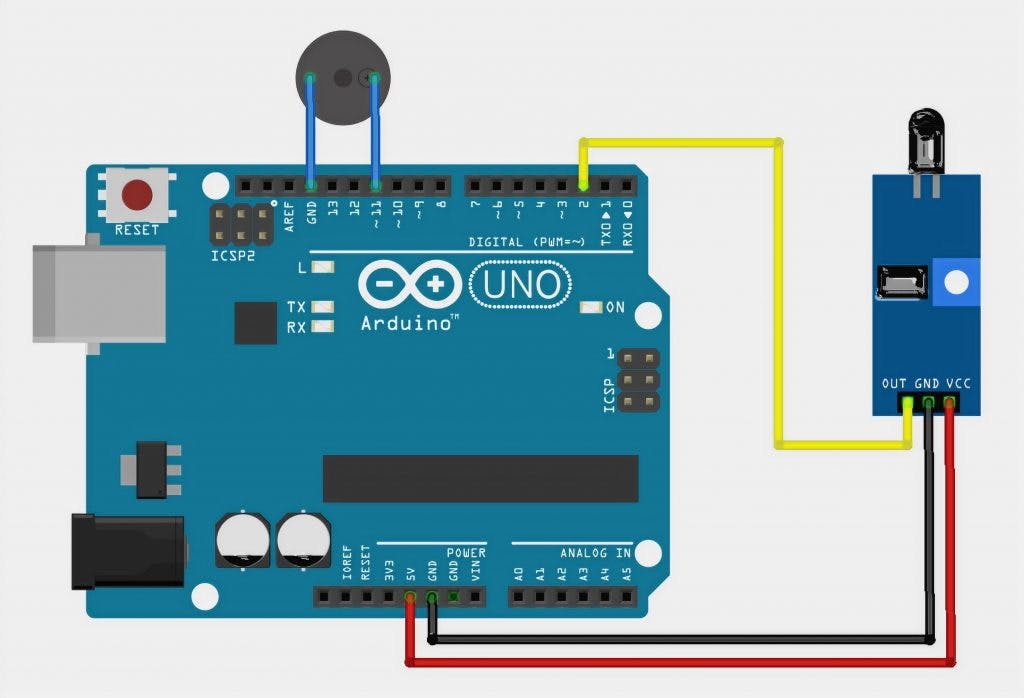 RESET
ICSP2
AREF
GND
13
12
~11
~10
~9
8
7
~6
~5
4
~3
2
TX0▶1
RX0◀0
DIGITAL (PWM=~)
L
TX
RX
UNO
Arduino™
ON
1
ICSP
OUT GND VCC
POWER
ANALOG IN
IOREF
RESET
3V3
5V
GND
GND
VIN
A0
A1
A2
A3
A4
A5